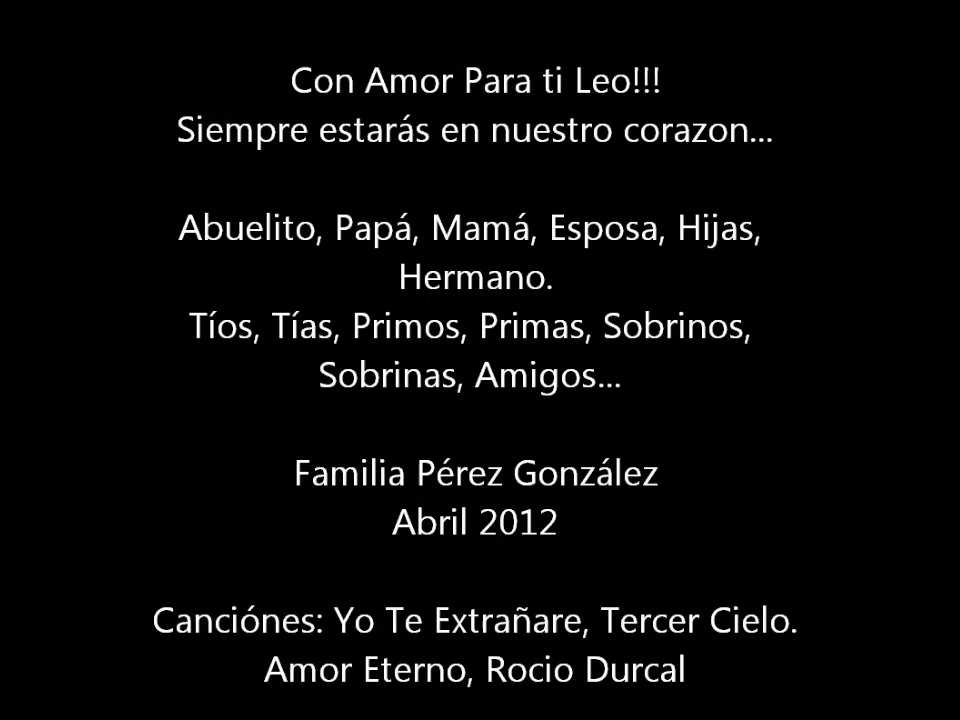 Con Amor Para ti Leo!!!
Siempre estarás en nuestro corazon...
Abuelito, Papá, Mamá, Esposa, Hijas,
Hermano.
Tíos, Tías, Primos, Primas, Sobrinos,
Sobrinas, Amigos...
Familia Pérez González
Abril 2012
Canciónes: Yo Te Extrañare, Tercer Cielo.
Amor Eterno, Rocio Durcal